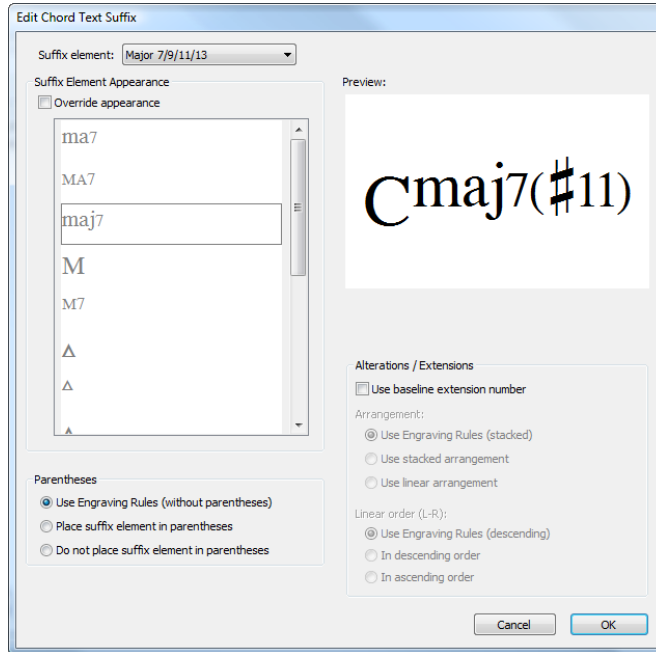 Edit Chord Text Suffix
Suffix element: Major 7/9/11/13
Suffix Element Appearance
Override appearance
ma7
MA7
maj7
M
M7
Δ
Δ
Preview:
Cmaj7(♯11)
Parentheses
Use Engraving Rules (without parentheses)
Place suffix element in parentheses
Do not place suffix element in parentheses
Alterations / Extensions
Use baseline extension number
Arrangement:
Use Engraving Rules (stacked)
Use stacked arrangement
Use linear arrangement
Linear order (L-R):
Use Engraving Rules (descending)
In descending order
In ascending order
Cancel OK